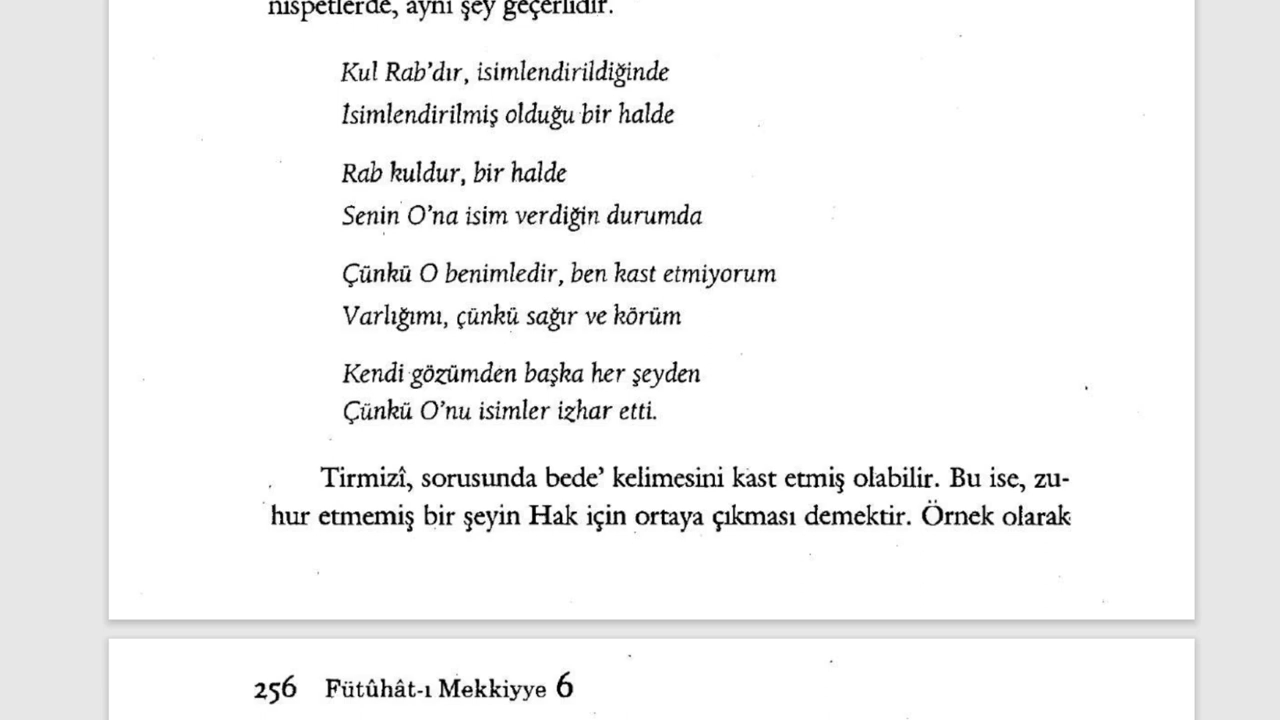 nispetlerde, aynı şey geçerlidir.
Kul Rab'dır, isimlendirildiğinde
İsimlendirilmiş olduğu bir halde
Rab kuldur, bir halde
Senin O'na isim verdiğin durumda
Çünkü O benimledir, ben kast etmiyorum
Varlığımı, çünkü sağır ve körüm
Kendi gözümden başka her şeyden
Çünkü O'nu isimler izhar etti.
Tirmizî, sorusunda bede' kelimesini kast etmiş olabilir. Bu ise, zu-
hur etmemiş bir şeyin Hak için ortaya çıkması demektir. Örnek olarak
256 Fütûhât-ı Mekkiyye 6